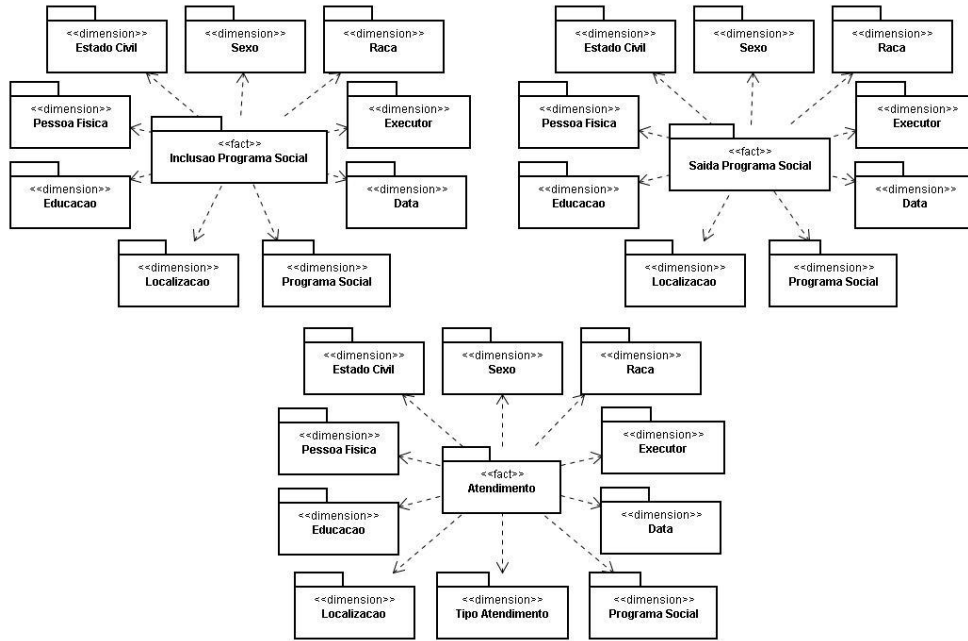 <<dimension>>
Estado Civil
<<dimension>>
Sexo
<<dimension>>
Raca
<<dimension>>
Pessoa Fisica
<<dimension>>
Executor
<<fact>>
Inclusao Programa Social
<<dimension>>
Educacao
<<dimension>>
Data
<<dimension>>
Localizacao
<<dimension>>
Programa Social
<<dimension>>
Estado Civil
<<dimension>>
Sexo
<<dimension>>
Raca
<<dimension>>
Pessoa Fisica
<<dimension>>
Executor
<<fact>>
Saida Programa Social
<<dimension>>
Educacao
<<dimension>>
Data
<<dimension>>
Localizacao
<<dimension>>
Programa Social
<<dimension>>
Estado Civil
<<dimension>>
Sexo
<<dimension>>
Raca
<<dimension>>
Pessoa Fisica
<<dimension>>
Executor
<<fact>>
Atendimento
<<dimension>>
Educacao
<<dimension>>
Data
<<dimension>>
Localizacao
<<dimension>>
Tipo Atendimento
<<dimension>>
Programa Social